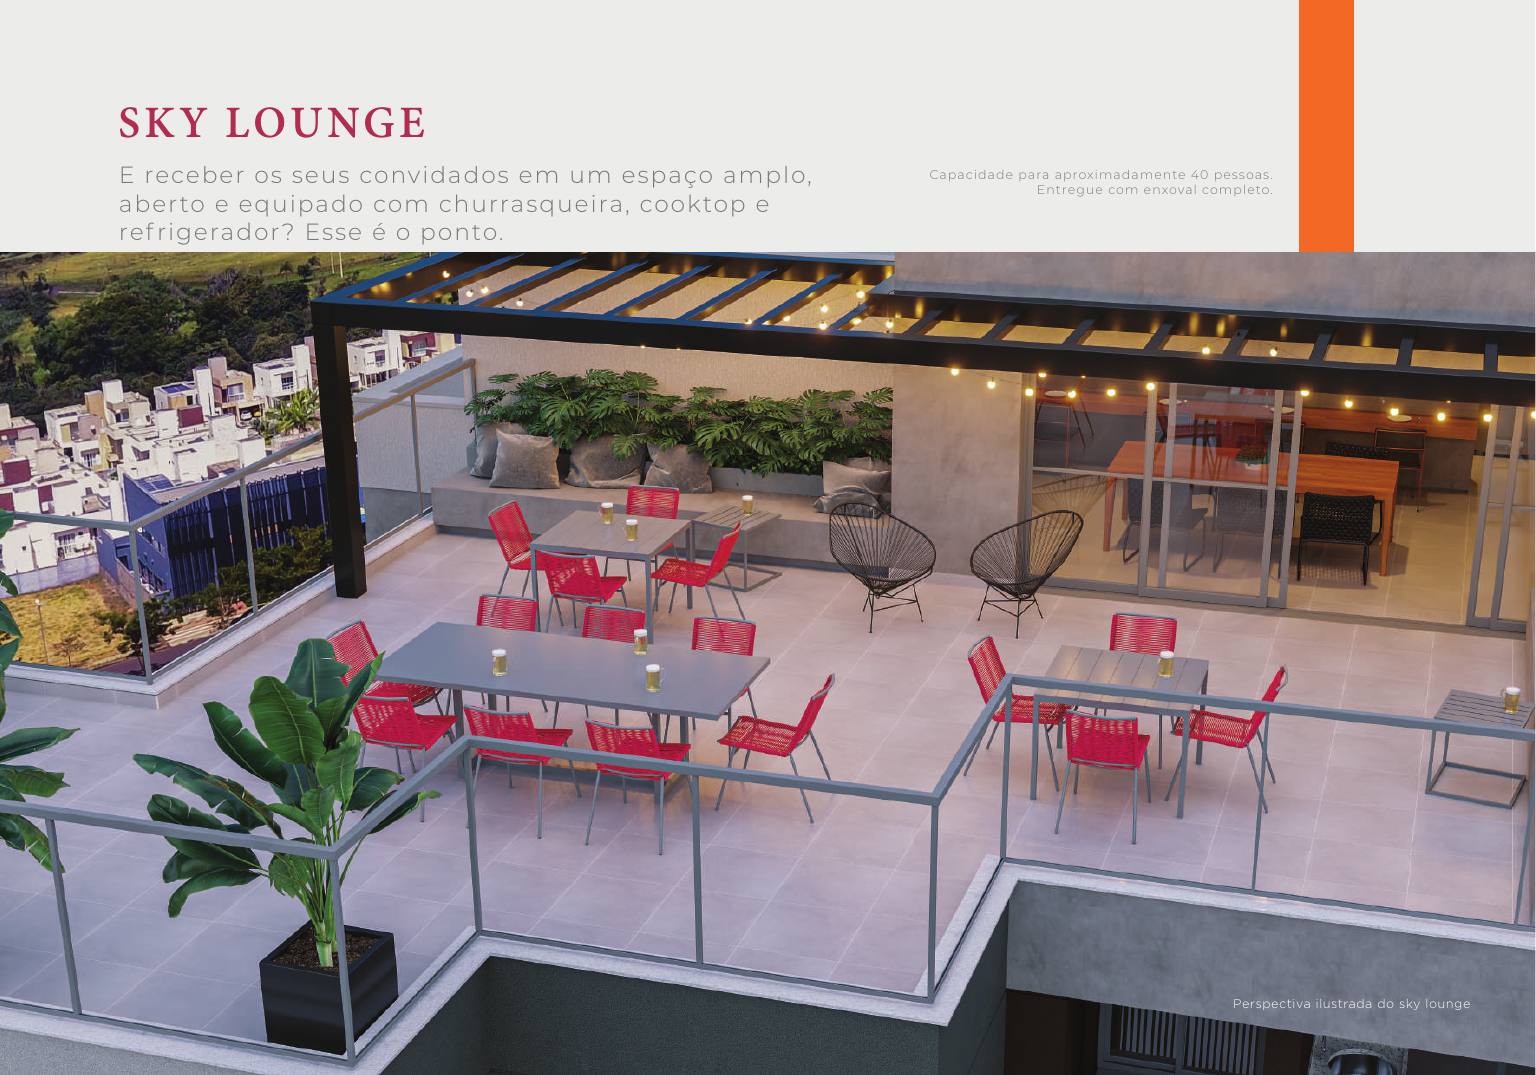 SKY LOUNGE
E receber os seus convidados em um espaço amplo,
aberto e equipado com churrasqueira, cooktop e
refrigerador? Esse é o ponto.
Capacidade para aproximadamente 40 pessoas.
Entregue com enxoval completo.
Perspectiva ilustrada do sky lounge